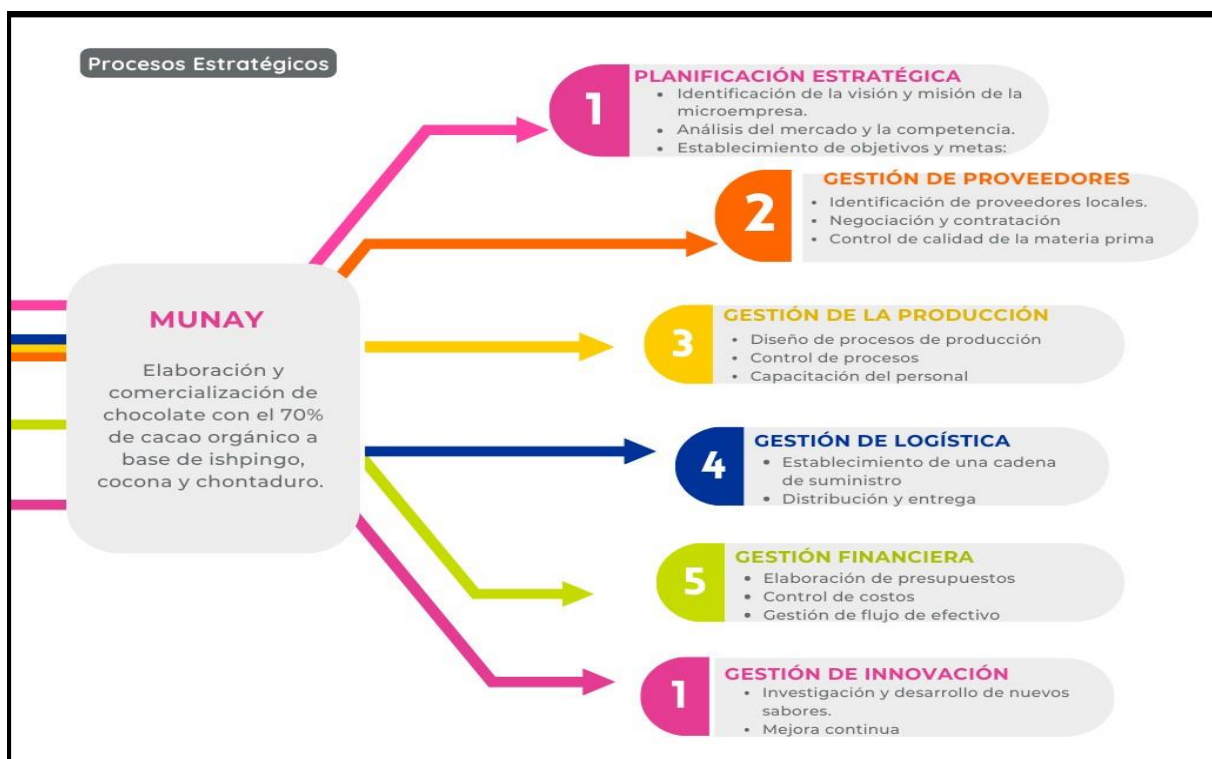 Procesos Estratégicos
MUNAY
Elaboración y
comercialización de
chocolate con el 70%
de cacao orgánico a
base de ishpingo,
cocona y chontaduro.
1
PLANIFICACIÓN ESTRATÉGICA
• Identificación de la visión y misión de la
microempresa.
• Análisis del mercado y la competencia.
• Establecimiento de objetivos y metas:
2
GESTIÓN DE PROVEEDORES
• Identificación de proveedores locales.
• Negociación y contratación
• Control de calidad de la materia prima
3
GESTIÓN DE LA PRODUCCIÓN
• Diseño de procesos de producción
• Control de procesos
• Capacitación del personal
4
GESTIÓN DE LOGÍSTICA
• Establecimiento de una cadena
de suministro
• Distribución y entrega
5
GESTIÓN FINANCIERA
• Elaboración de presupuestos
• Control de costos
• Gestión de flujo de efectivo
1
GESTIÓN DE INNOVACIÓN
• Investigación y desarrollo de nuevos
sabores.
• Mejora continua